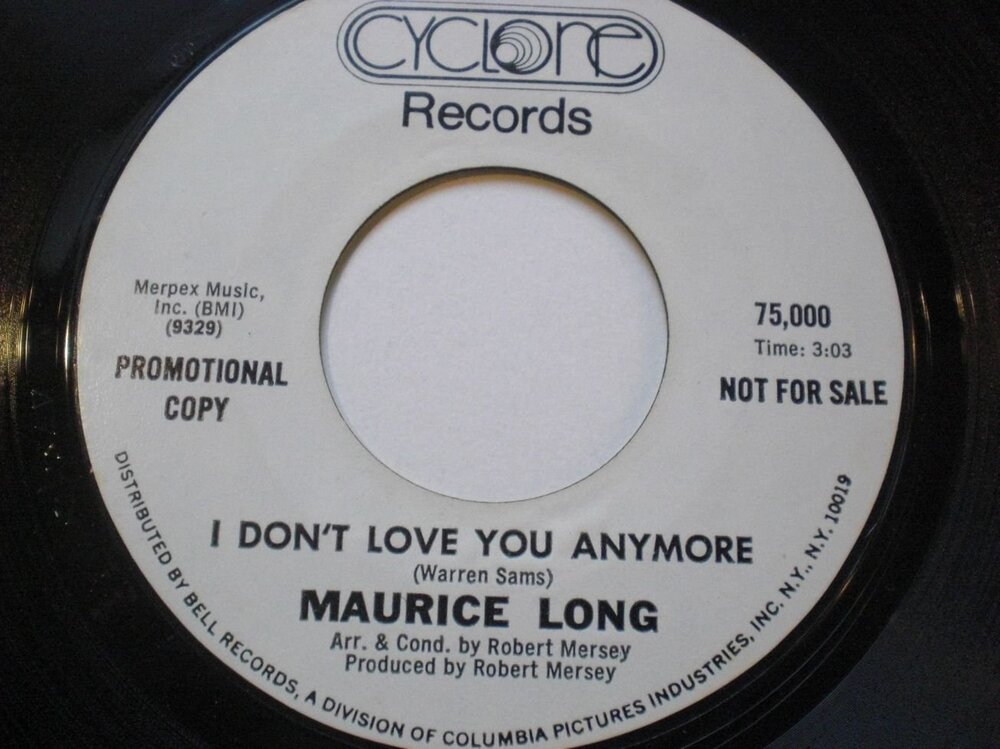 CYCLONE
Records
Merpex Music,
Inc. (BMI)
(9329)
PROMOTIONAL
COPY
75,000
Time: 3:03
NOT FOR SALE
I DON'T LOVE YOU ANYMORE
(Warren Sams)
MAURICE LONG
Arr. & Cond. by Robert Mersey
Produced by Robert Mersey
DISTRIBUTED BY BELL RECORDS, A DIVISION OF COLUMBIA PICTURES INDUSTRIES, INC. N.Y., N.Y. 10019